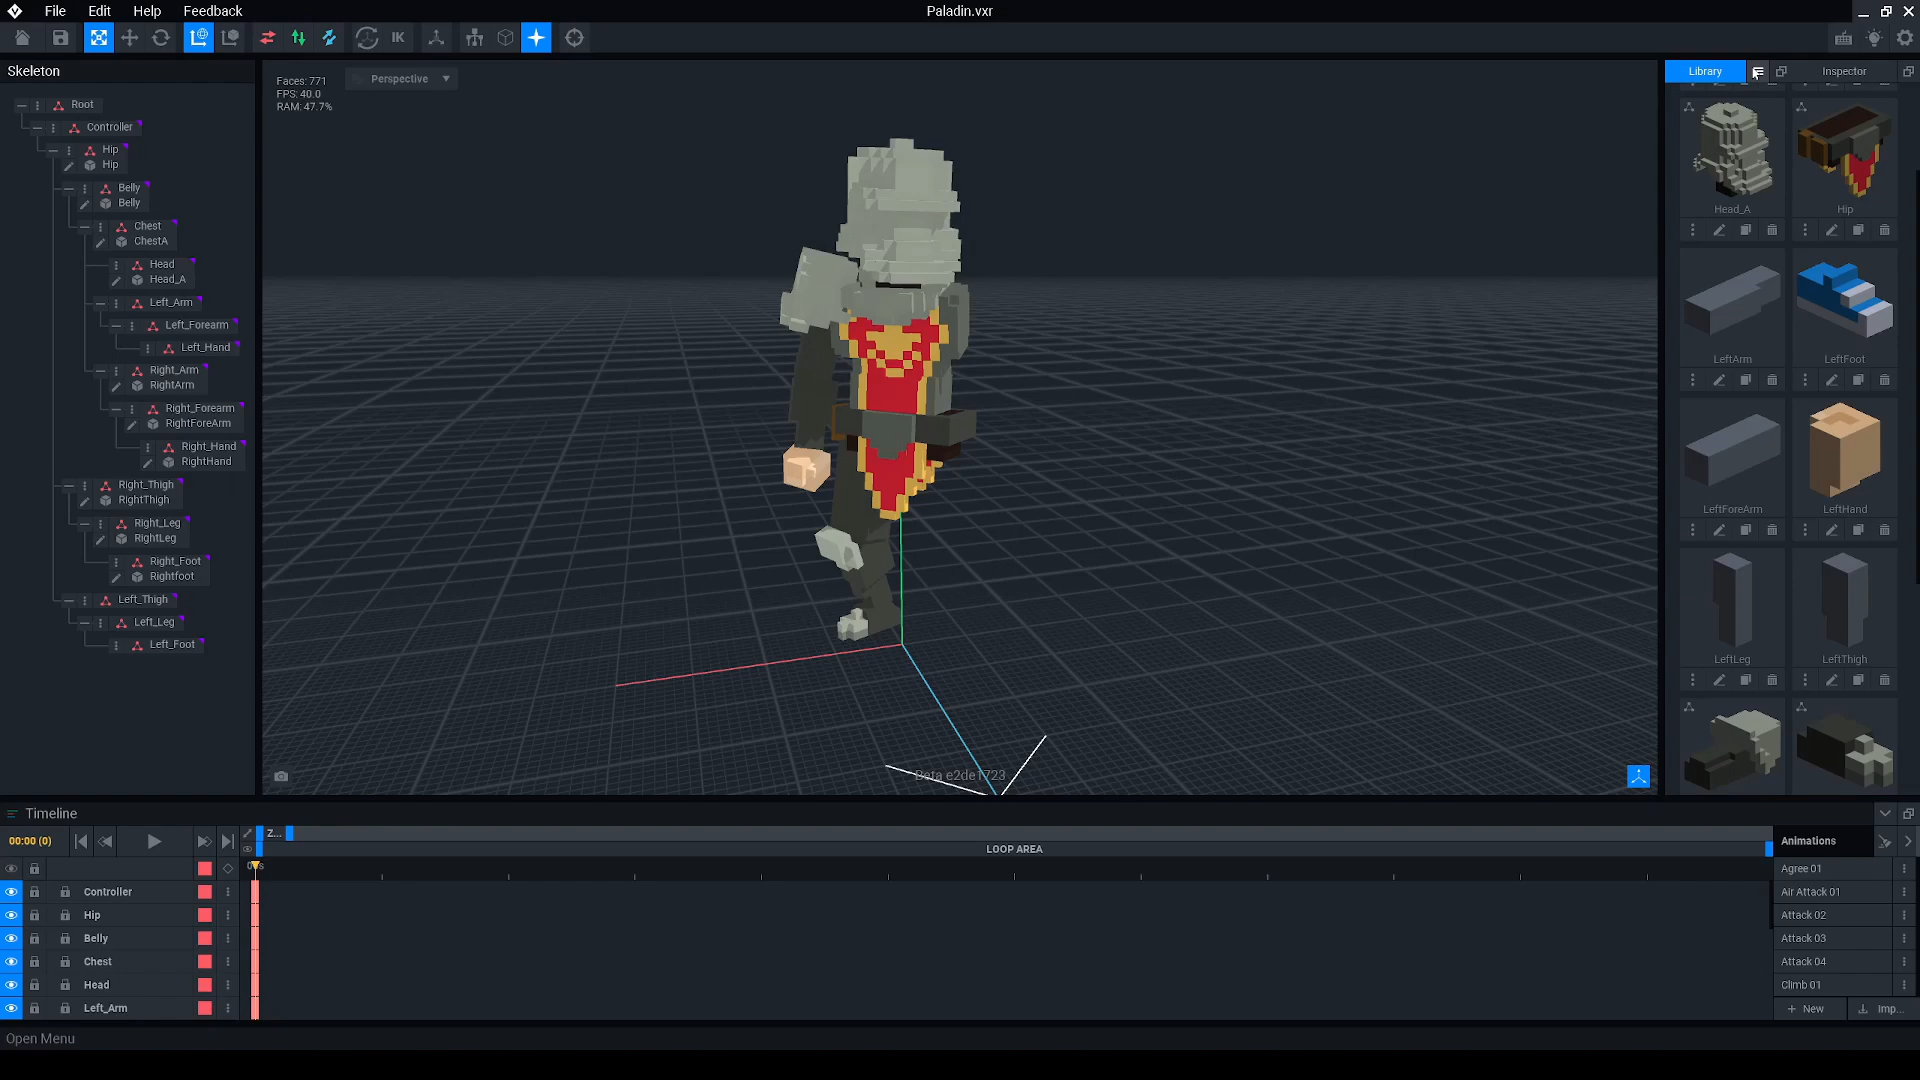 File Edit Help Feedback
Paladin.vxr
IK
Skeleton
Root
Controller
Hip
Hip
Belly
Belly
Chest
ChestA
Head
Head_A
Left_Arm
Left_Forearm
Left_Hand
Right_Arm
RightArm
Right_Forearm
RightForeArm
Right_Hand
RightHand
Right_Thigh
RightThigh
Right_Leg
RightLeg
Right_Foot
Rightfoot
Left_Thigh
Left_Leg
Left_Foot
Faces: 771
FPS: 40.0
RAM: 47.7%
Perspective
Beta e2de1723
Library
Inspector
Head_A
Hip
LeftArm
LeftFoot
LeftForeArm
LeftHand
LeftLeg
LeftThigh
Timeline
00:00 (0)
Z...
LOOP AREA
Controller
Hip
Belly
Chest
Head
Left_Arm
Animations
Agree 01
Air Attack 01
Attack 02
Attack 03
Attack 04
Climb 01
New
Imp...
Open Menu